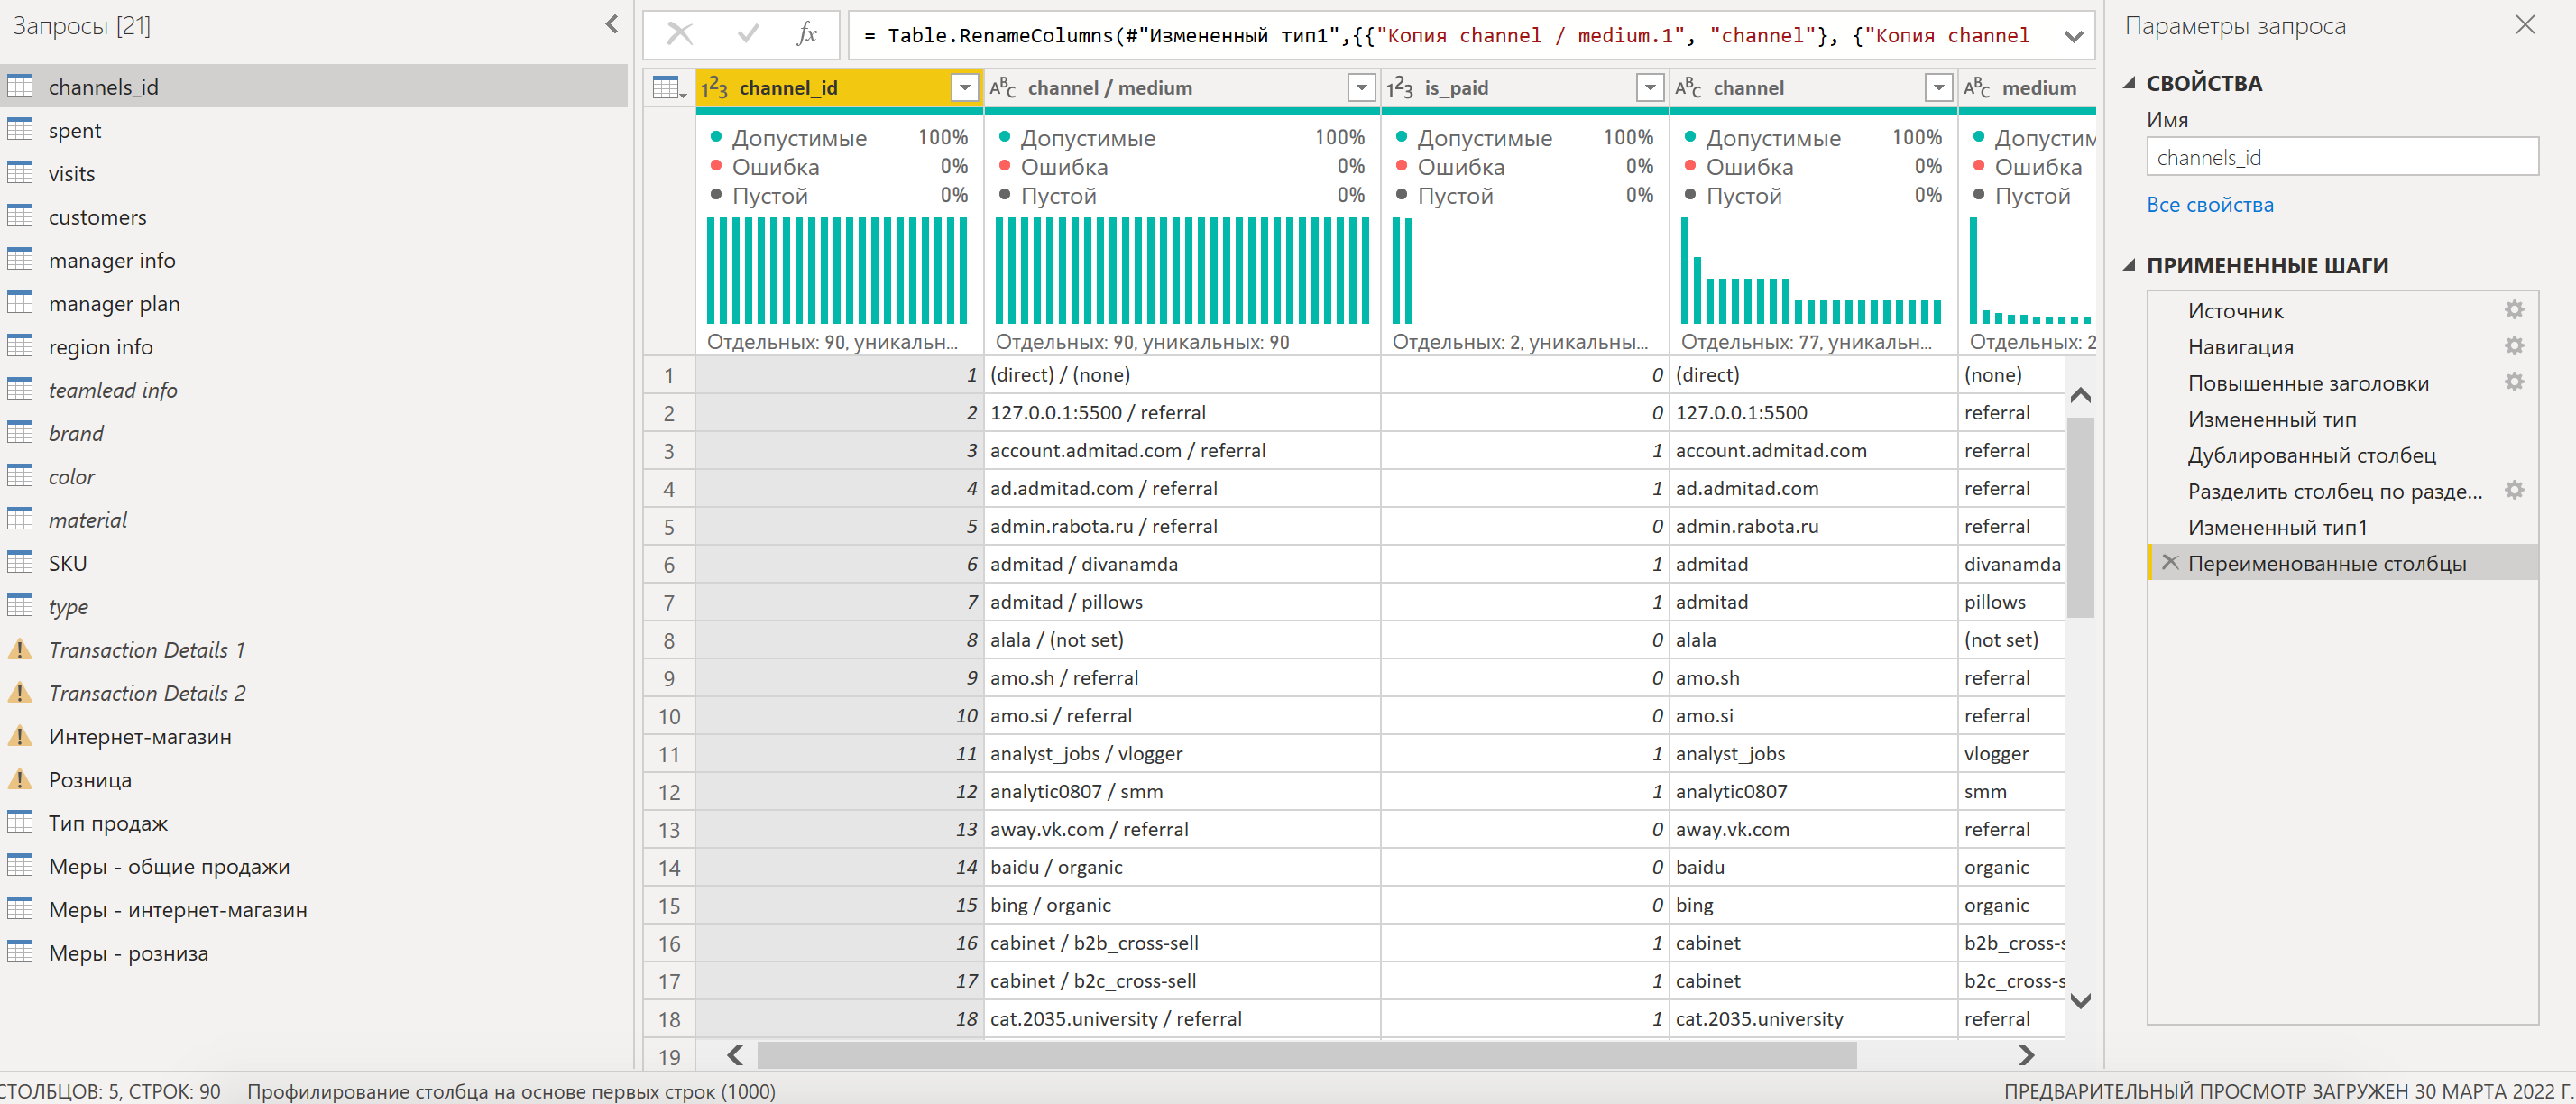 Запросы [21]
channels_id
spent
visits
customers
manager info
manager plan
region info
teamlead info
brand
color
material
SKU
type
Transaction Details 1
Transaction Details 2
Интернет-магазин
Розница
Тип продаж
Меры - общие продажи
Меры - интернет-магазин
Меры - розниза
fx = Table.RenameColumns(#"Измененный тип1",{{"Копия channel / medium.1", "channel"}, {"Копия channel
1²3 channel_id ABC channel / medium 1²3 is_paid ABC channel ABC medium
Допустимые 100% Допустимые 100% Допустимые 100% Допустимые 100% Допустим
Ошибка 0% Ошибка 0% Ошибка 0% Ошибка 0% Ошибка
Пустой 0% Пустой 0% Пустой 0% Пустой 0% Пустой
Отдельных: 90, уникальн... Отдельных: 90, уникальных: 90 Отдельных: 2, уникальны... Отдельных: 77, уникальн... Отдельных: 2
1 1 (direct) / (none) 0 (direct) (none)
2 2 127.0.0.1:5500 / referral 0 127.0.0.1:5500 referral
3 3 account.admitad.com / referral 1 account.admitad.com referral
4 4 ad.admitad.com / referral 1 ad.admitad.com referral
5 5 admin.rabota.ru / referral 0 admin.rabota.ru referral
6 6 admitad / divanamda 1 admitad divanamda
7 7 admitad / pillows 1 admitad pillows
8 8 alala / (not set) 0 alala (not set)
9 9 amo.sh / referral 0 amo.sh referral
10 10 amo.si / referral 0 amo.si referral
11 11 analyst_jobs / vlogger 1 analyst_jobs vlogger
12 12 analytic0807 / smm 1 analytic0807 smm
13 13 away.vk.com / referral 0 away.vk.com referral
14 14 baidu / organic 0 baidu organic
15 15 bing / organic 0 bing organic
16 16 cabinet / b2b_cross-sell 1 cabinet b2b_cross-s
17 17 cabinet / b2c_cross-sell 1 cabinet b2c_cross-s
18 18 cat.2035.university / referral 1 cat.2035.university referral
19
Параметры запроса
СВОЙСТВА
Имя
channels_id
Все свойства
ПРИМЕНЕННЫЕ ШАГИ
Источник
Навигация
Повышенные заголовки
Измененный тип
Дублированный столбец
Разделить столбец по разде...
Измененный тип1
Переименованные столбцы
СТОЛБЦОВ: 5, СТРОК: 90 Профилирование столбца на основе первых строк (1000) ПРЕДВАРИТЕЛЬНЫЙ ПРОСМОТР ЗАГРУЖЕН 30 МАРТА 2022 Г.